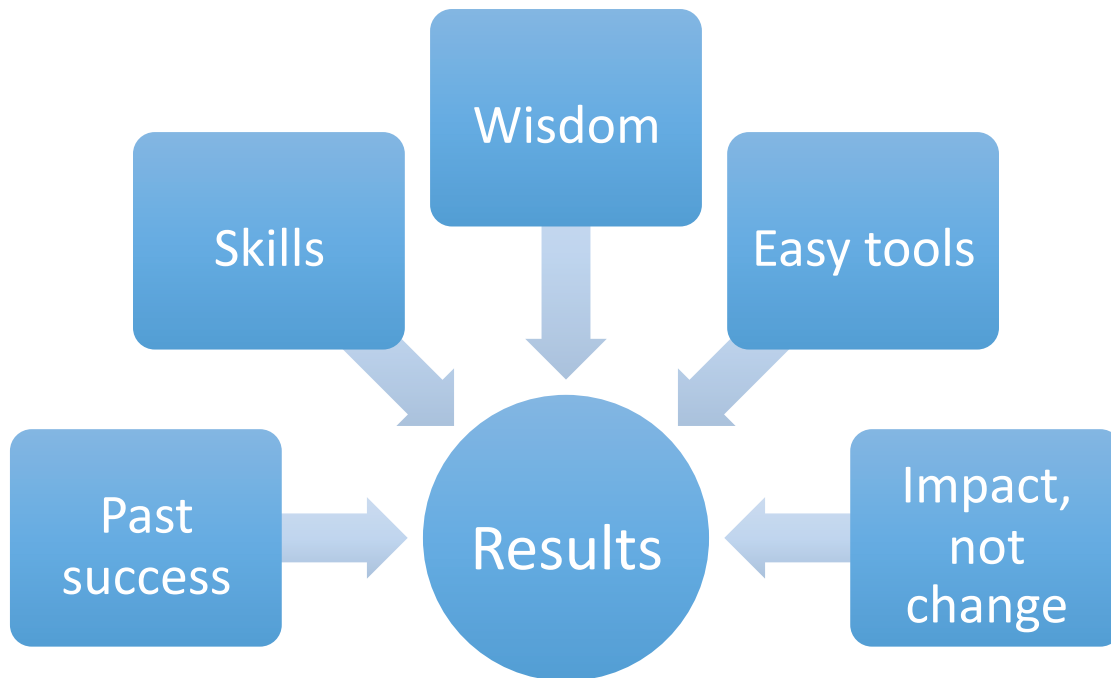 Wisdom
Skills
Easy tools
Past
success
Results
Impact,
not
change